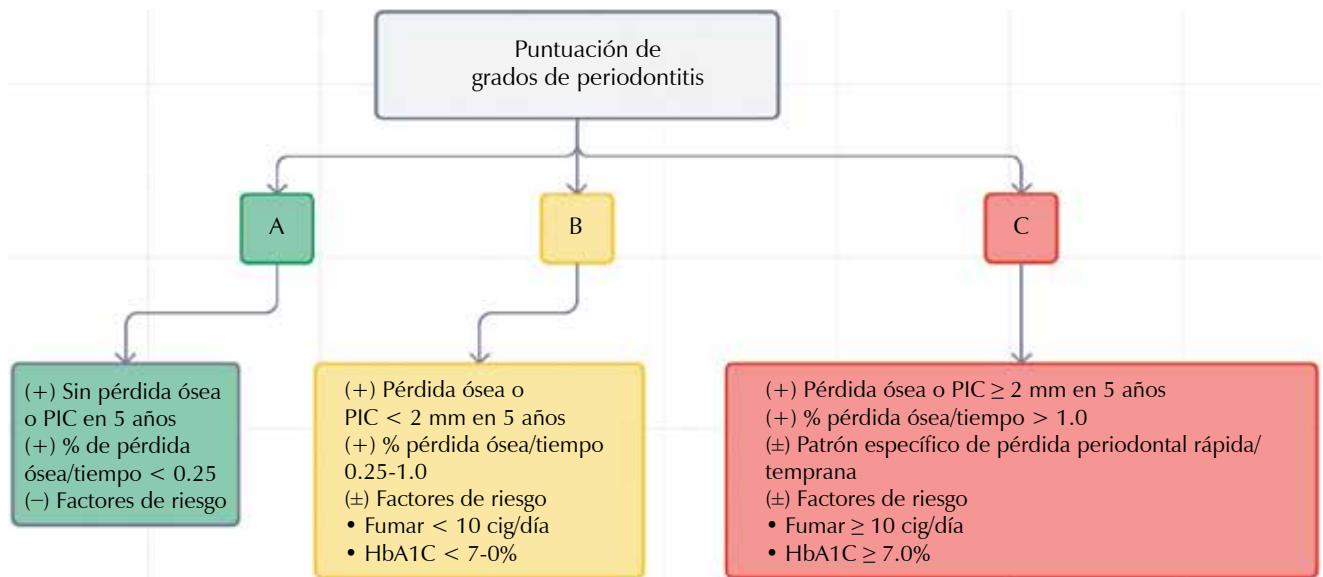 Puntuación de
grados de periodontitis
A
B
C
(+) Sin pérdida ósea
o PIC en 5 años
(+) % de pérdida
ósea/tiempo < 0.25
(−) Factores de riesgo
(+) Pérdida ósea o
PIC < 2 mm en 5 años
(+) % pérdida ósea/tiempo
0.25-1.0
(±) Factores de riesgo
• Fumar < 10 cig/día
• HbA1C < 7-0%
(+) Pérdida ósea o PIC ≥ 2 mm en 5 años
(+) % pérdida ósea/tiempo > 1.0
(±) Patrón específico de pérdida periodontal rápida/
temprana
(±) Factores de riesgo
• Fumar ≥ 10 cig/día
• HbA1C ≥ 7.0%